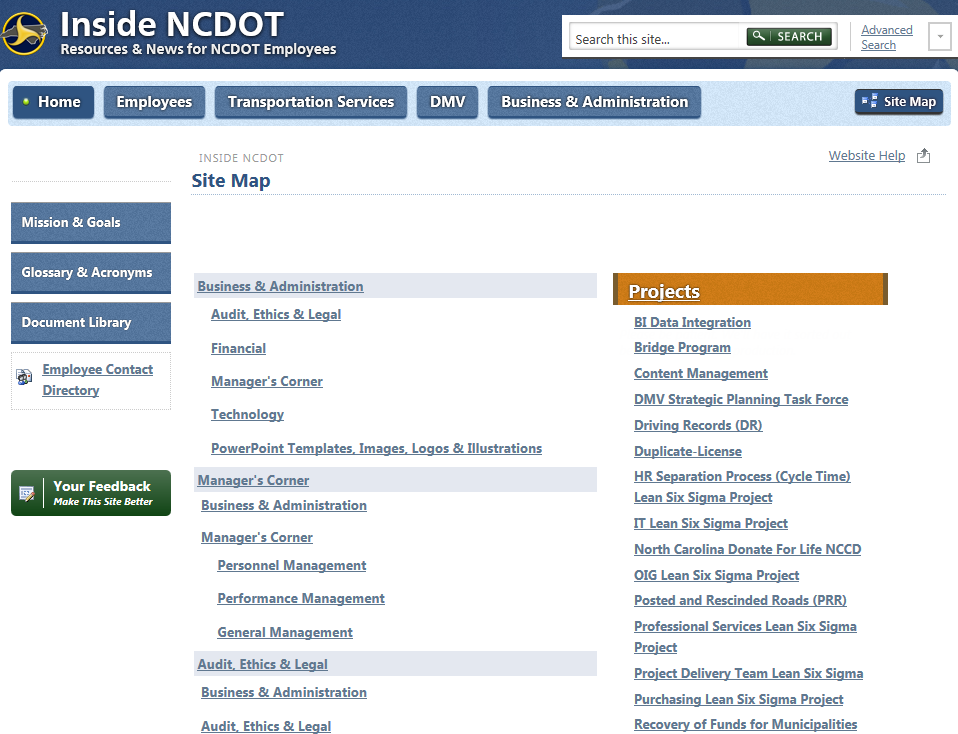 Inside NCDOT
Resources & News for NCDOT Employees
Search this site...
SEARCH
Advanced
Search
Home
Employees
Transportation Services
DMV
Business & Administration
Site Map
INSIDE NCDOT
Site Map
Website Help
Mission & Goals
Glossary & Acronyms
Document Library
Employee Contact
Directory
Your Feedback
Make This Site Better
Business & Administration
Audit, Ethics & Legal
Financial
Manager's Corner
Technology
PowerPoint Templates, Images, Logos & Illustrations
Manager's Corner
Business & Administration
Manager's Corner
Personnel Management
Performance Management
General Management
Audit, Ethics & Legal
Business & Administration
Audit, Ethics & Legal
Projects
BI Data Integration
Bridge Program
Content Management
DMV Strategic Planning Task Force
Driving Records (DR)
Duplicate-License
HR Separation Process (Cycle Time)
Lean Six Sigma Project
IT Lean Six Sigma Project
North Carolina Donate For Life NCCD
OIG Lean Six Sigma Project
Posted and Rescinded Roads (PRR)
Professional Services Lean Six Sigma
Project
Project Delivery Team Lean Six Sigma
Purchasing Lean Six Sigma Project
Recovery of Funds for Municipalities